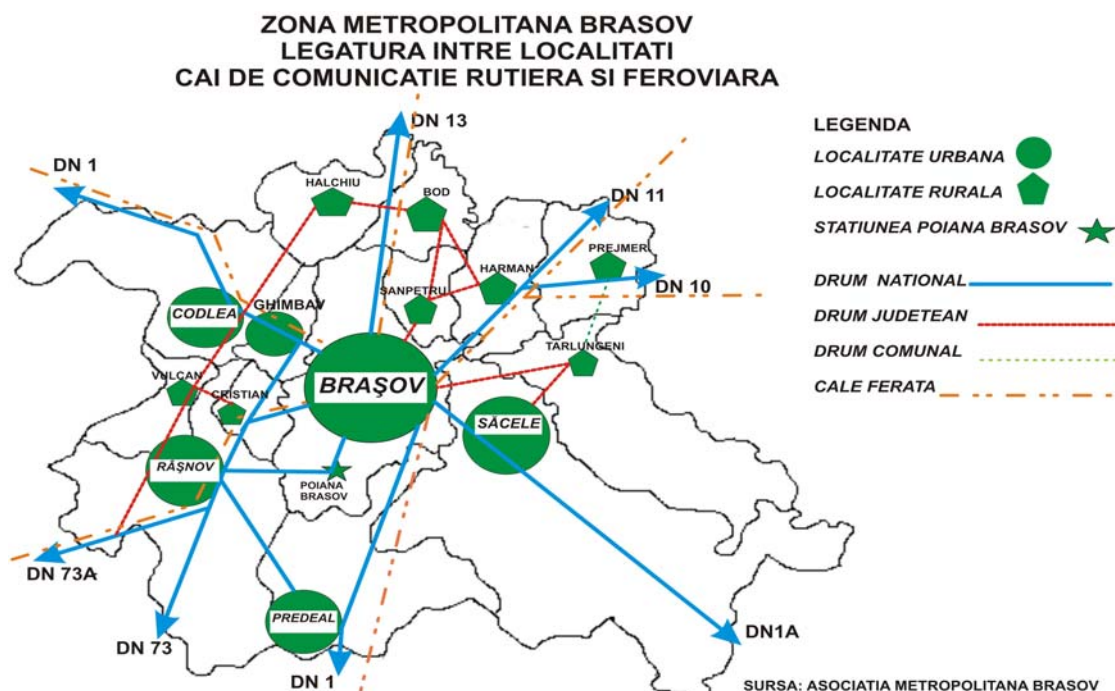 ZONA METROPOLITANA BRASOV
LEGATURA INTRE LOCALITATI
CAI DE COMUNICATIE RUTIERA SI FEROVIARA
DN 13
DN 1
HALCHIU
BOD
DN 11
PREJMER
HARMAN
DN 10
SANPETRU
CODLEA
GHIMBAV
TARLUNGENI
BRAŞOV
VULCAN
CRISTIAN
SĂCELE
RÂŞNOV
POIANA
BRASOV
DN 73A
PREDEAL
DN 73
DN1A
DN 1
LEGENDA
LOCALITATE URBANA
LOCALITATE RURALA
STATIUNEA POIANA BRASOV
DRUM NATIONAL
DRUM JUDETEAN
DRUM COMUNAL
CALE FERATA
SURSA: ASOCIATIA METROPOLITANA BRASOV